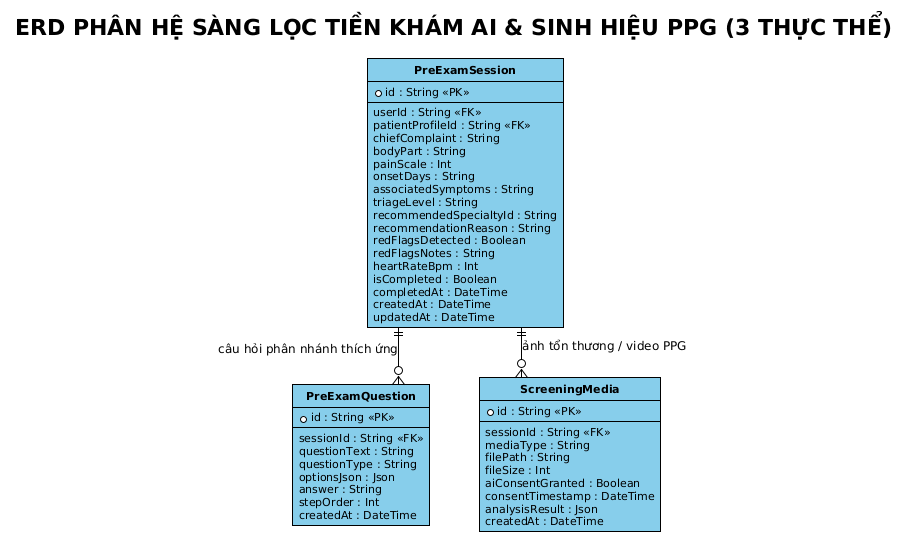 ERD PHÂN HỆ SÀNG LỌC TIỀN KHÁM AI & SINH HIỆU PPG (3 THỰC THỂ)
PreExamSession
id : String «PK»
userId : String «FK»
patientProfileId : String «FK»
chiefComplaint : String
bodyPart : String
painScale : Int
onsetDays : String
associatedSymptoms : String
triageLevel : String
recommendedSpecialtyId : String
recommendationReason : String
redFlagsDetected : Boolean
redFlagsNotes : String
heartRateBpm : Int
isCompleted : Boolean
completedAt : DateTime
createdAt : DateTime
updatedAt : DateTime
câu hỏi phân nhánh thích ứng
ảnh tổn thương / video PPG
PreExamQuestion
id : String «PK»
sessionId : String «FK»
questionText : String
questionType : String
optionsJson : Json
answer : String
stepOrder : Int
createdAt : DateTime
ScreeningMedia
id : String «PK»
sessionId : String «FK»
mediaType : String
filePath : String
fileSize : Int
aiConsentGranted : Boolean
consentTimestamp : DateTime
analysisResult : Json
createdAt : DateTime